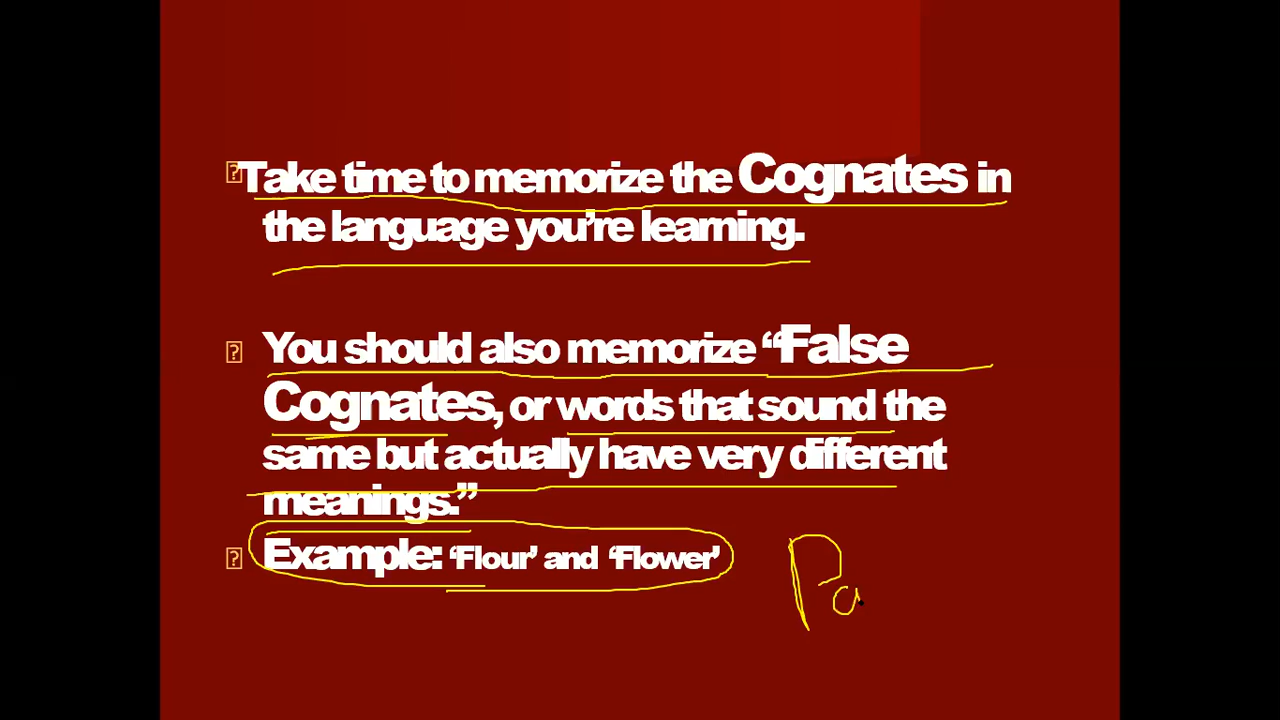 Take time to memorize the Cognates in
the language you’re learning.
You should also memorize “False
Cognates, or words that sound the
same but actually have very different
meanings.”
Example: ‘Flour’ and ‘Flower’
Pa